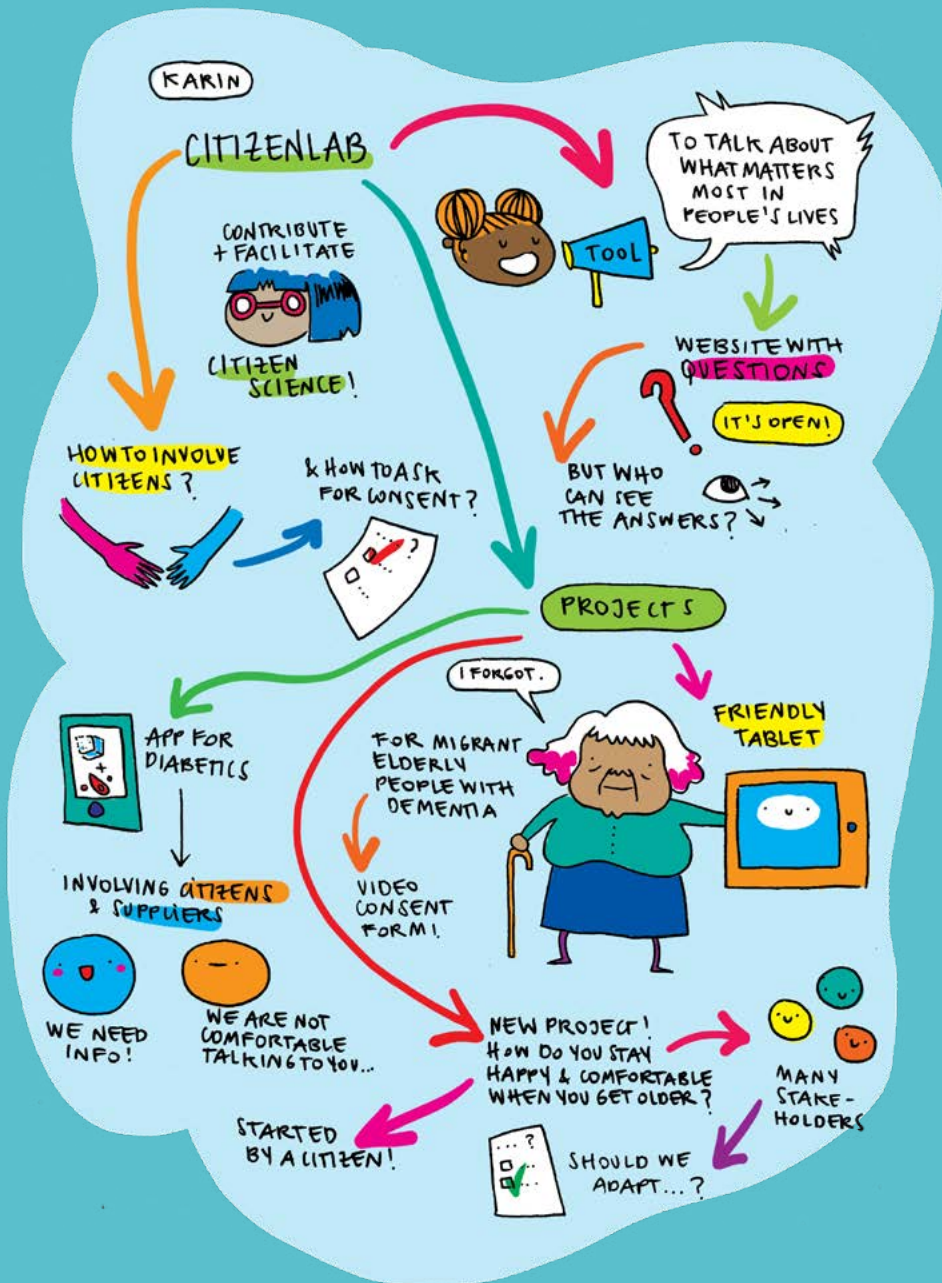 KARIN
CITIZENLAB
CONTRIBUTE
+ FACILITATE
CITIZEN
SCIENCE!
TOOL
TO TALK ABOUT
WHAT MATTERS
MOST IN
PEOPLE'S LIVES
WEBSITE WITH
QUESTIONS
?
IT'S OPEN!
BUT WHO
CAN SEE
THE ANSWERS?
HOW TO INVOLVE
CITIZENS?
& HOW TO ASK
FOR CONSENT?
PROJECTS
APP FOR
DIABETICS
+
INVOLVING CITIZENS
& SUPPLIERS
WE NEED
INFO!
WE ARE NOT
COMFORTABLE
TALKING TO YOU...
I FORGOT.
FRIENDLY
TABLET
FOR MIGRANT
ELDERLY
PEOPLE WITH
DEMENTIA
VIDEO
CONSENT
FORM!
NEW PROJECT!
HOW DO YOU STAY
HAPPY & COMFORTABLE
WHEN YOU GET OLDER?
STARTED
BY A CITIZEN!
MANY
STAKE-
HOLDERS
... ?
SHOULD WE
ADAPT...?